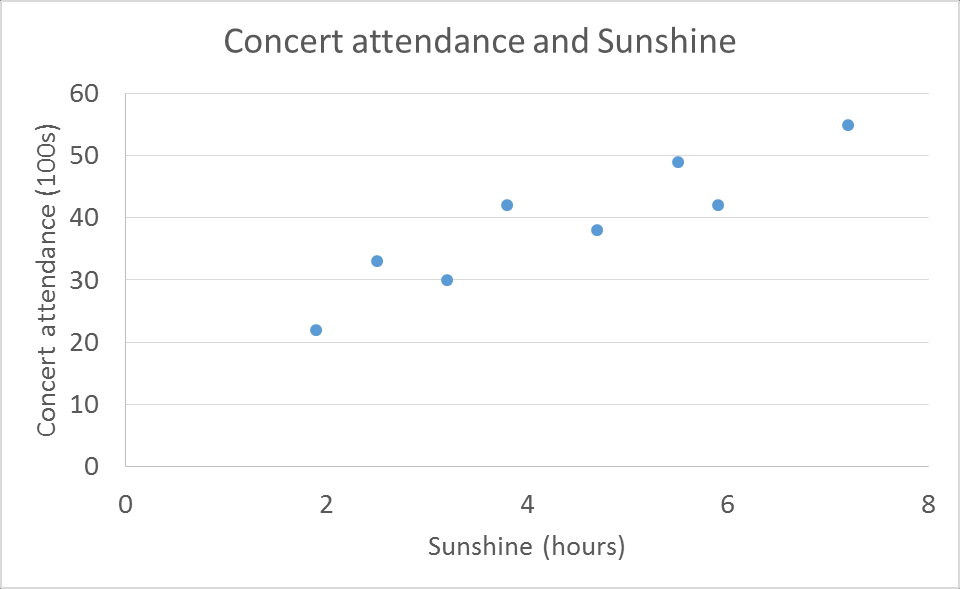 Concert attendance and Sunshine
Concert attendance (100s)
60
50
40
30
20
10
0
0 2 4 6 8
Sunshine (hours)